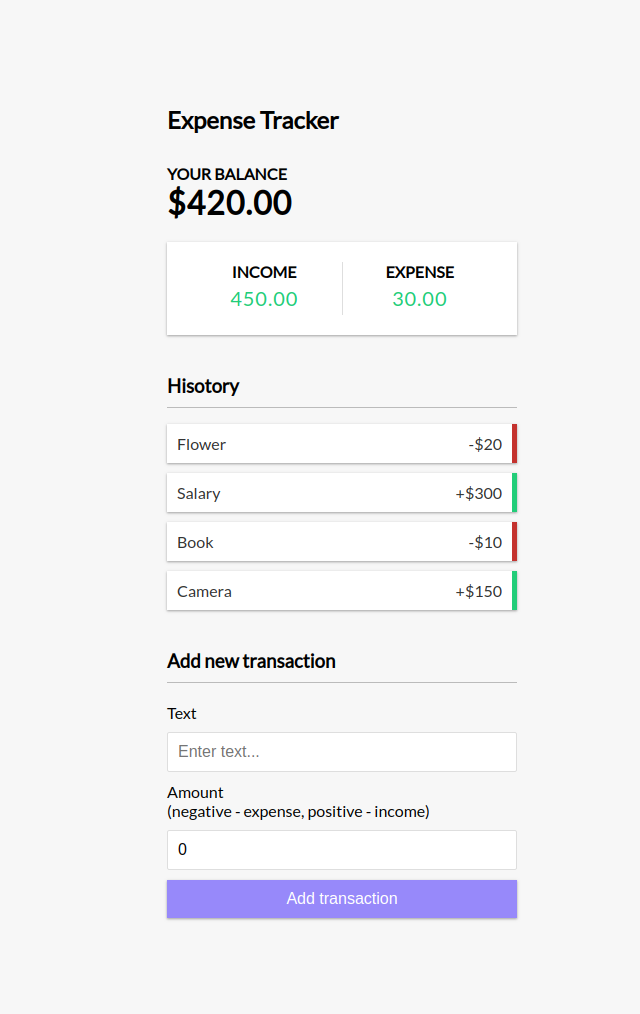 Expense Tracker
YOUR BALANCE
$420.00
INCOME EXPENSE
450.00 30.00
Hisotory
Flower -$20
Salary +$300
Book -$10
Camera +$150
Add new transaction
Text
Enter text...
Amount
(negative - expense, positive - income)
0
Add transaction